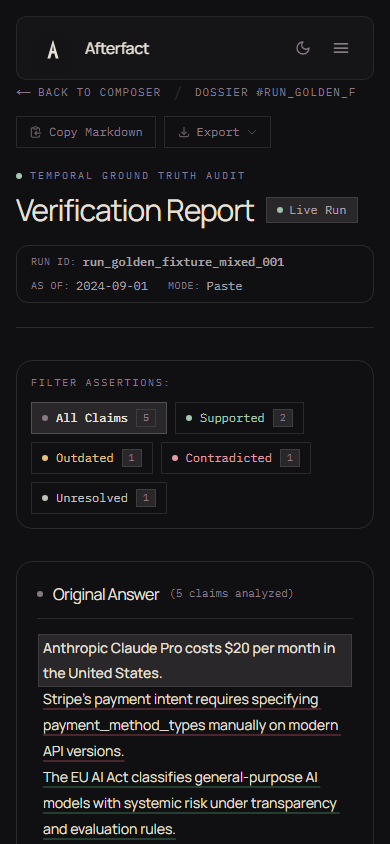 Afterfact
← BACK TO COMPOSER / DOSSIER #RUN_GOLDEN_F
Copy Markdown Export
TEMPORAL GROUND TRUTH AUDIT
Verification Report Live Run
RUN ID: run_golden_fixture_mixed_001
AS OF: 2024-09-01 MODE: Paste
FILTER ASSERTIONS:
All Claims 5 Supported 2
Outdated 1 Contradicted 1
Unresolved 1
Original Answer (5 claims analyzed)
Anthropic Claude Pro costs $20 per month in
the United States.
Stripe's payment intent requires specifying
payment_method_types manually on modern
API versions.
The EU AI Act classifies general-purpose AI
models with systemic risk under transparency
and evaluation rules.